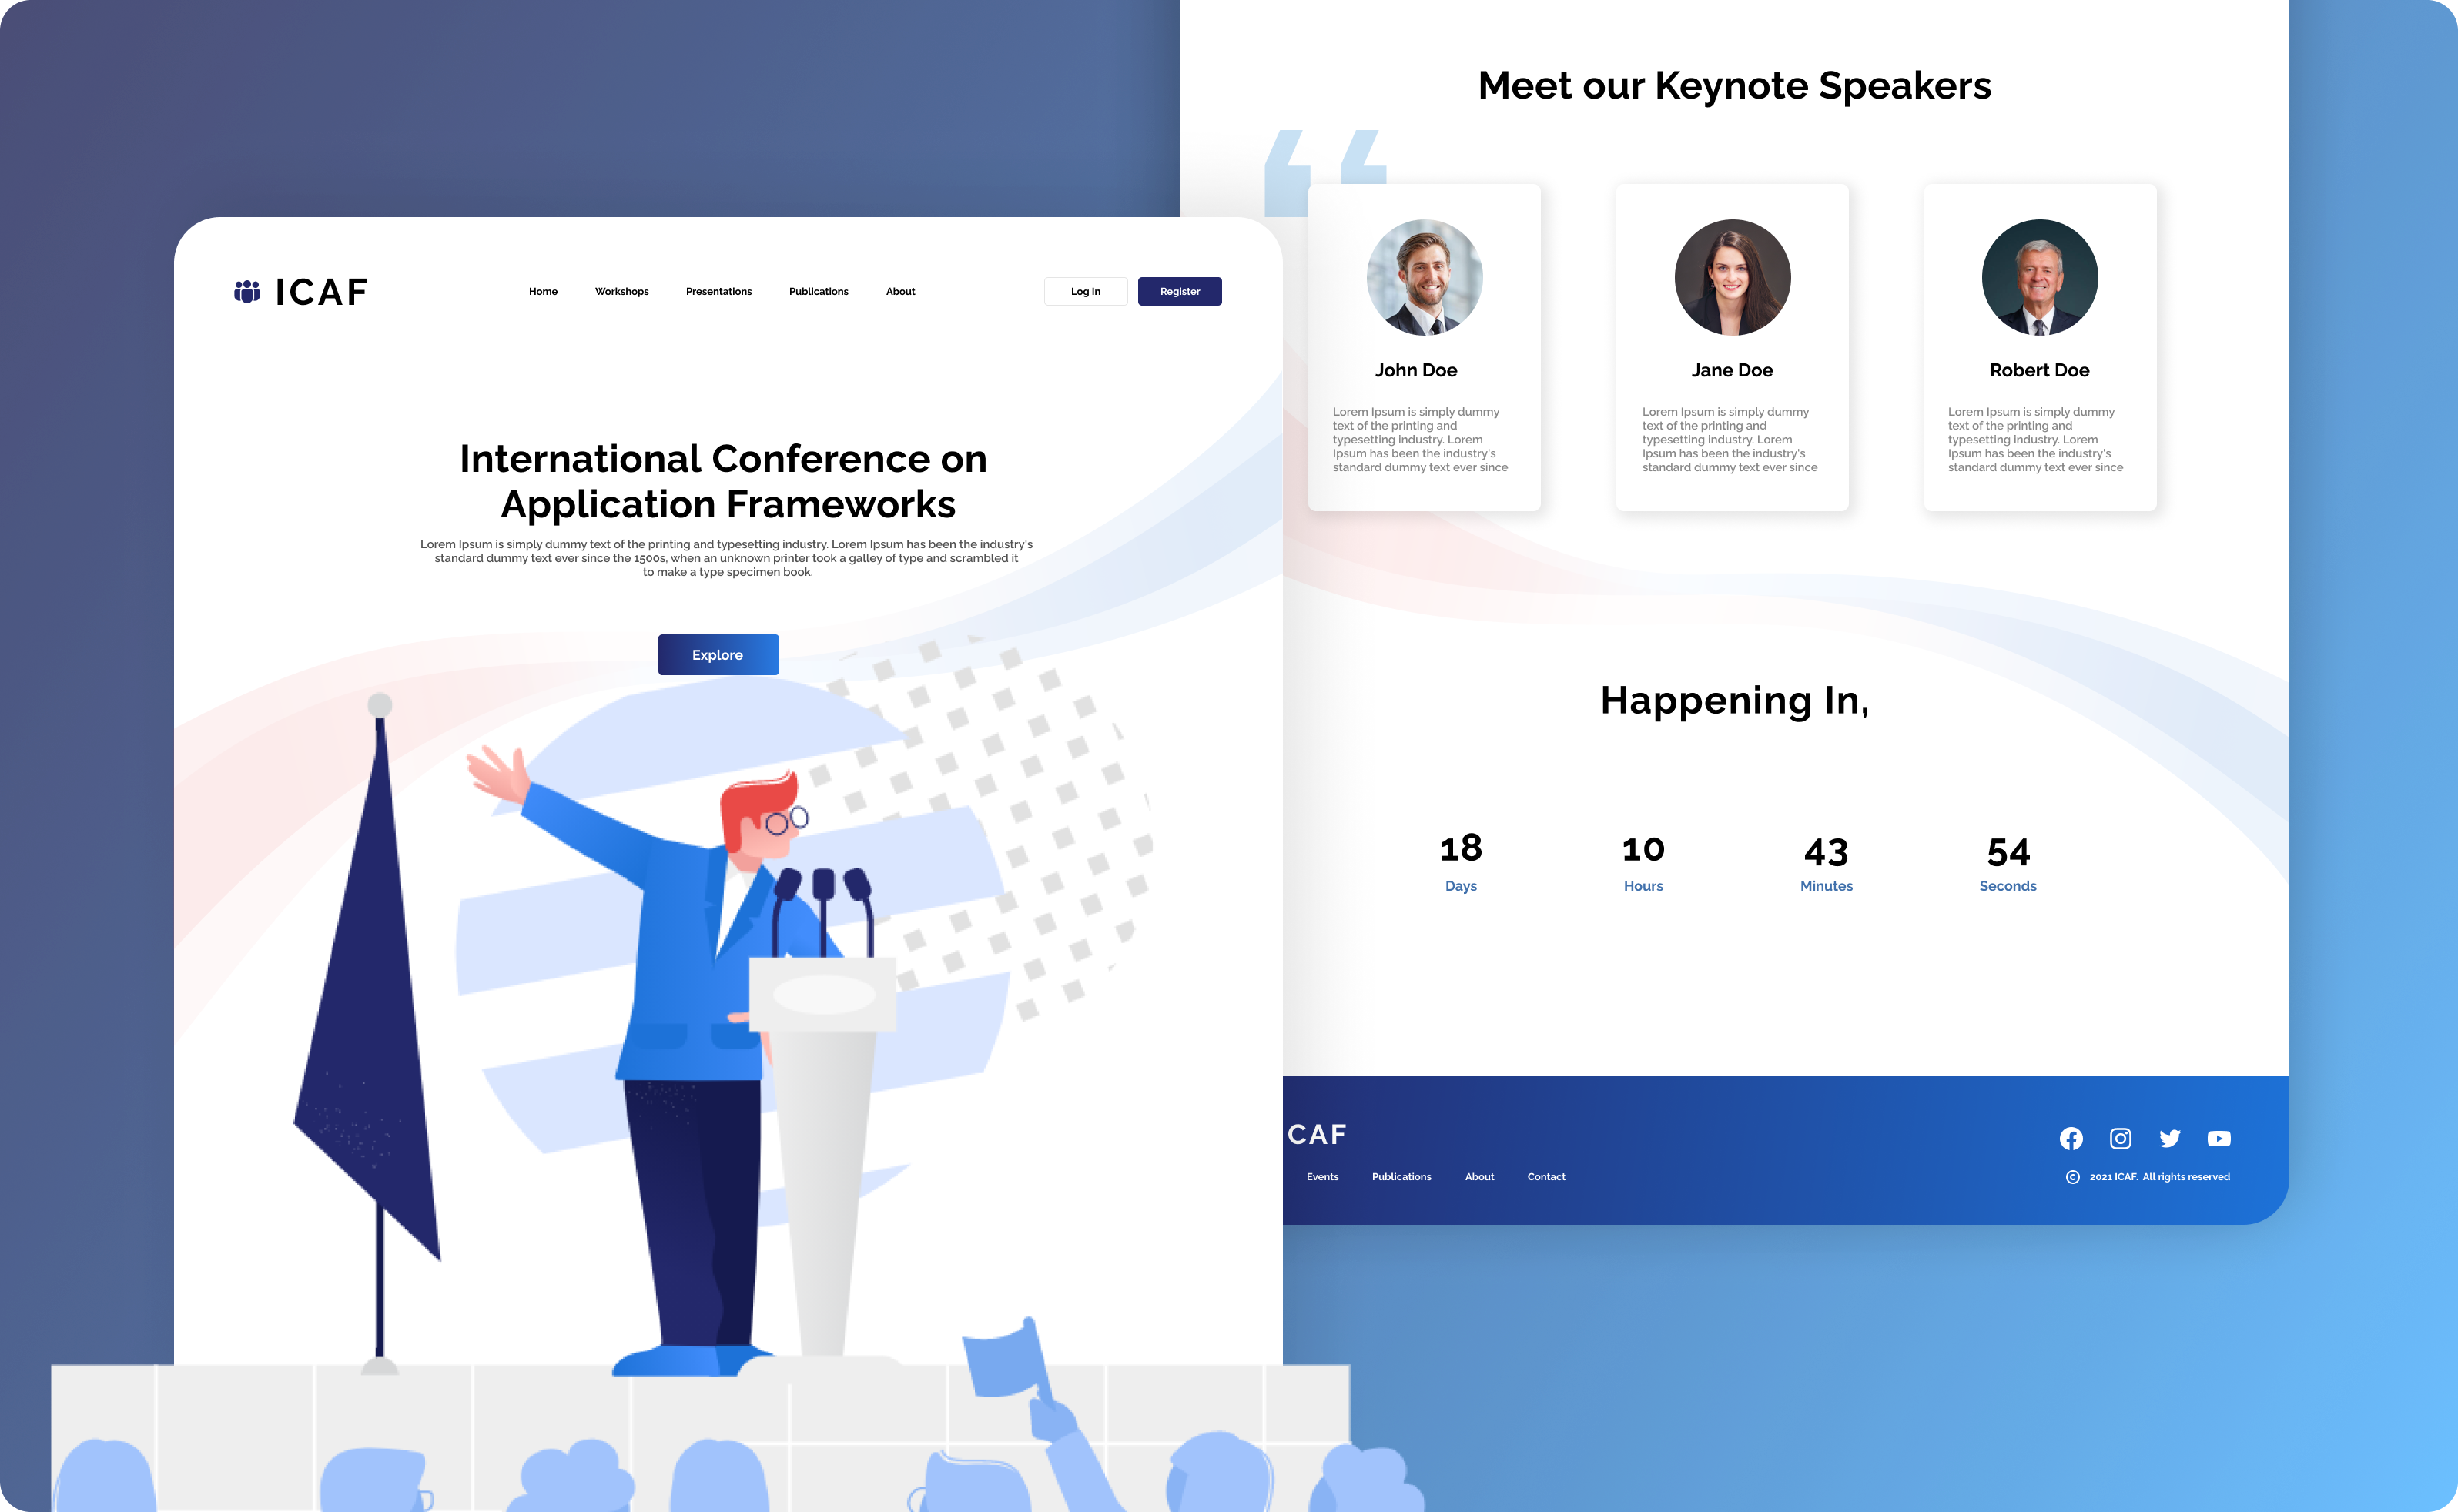 ICAF
Home Workshops Presentations Publications About
Log In Register
International Conference on
Application Frameworks
Lorem Ipsum is simply dummy text of the printing and typesetting industry. Lorem Ipsum has been the industry's
standard dummy text ever since the 1500s, when an unknown printer took a galley of type and scrambled it
to make a type specimen book.
Explore
Meet our Keynote Speakers
“
John Doe
Lorem Ipsum is simply dummy
text of the printing and
typesetting industry. Lorem
Ipsum has been the industry's
standard dummy text ever since
Jane Doe
Lorem Ipsum is simply dummy
text of the printing and
typesetting industry. Lorem
Ipsum has been the industry's
standard dummy text ever since
Robert Doe
Lorem Ipsum is simply dummy
text of the printing and
typesetting industry. Lorem
Ipsum has been the industry's
standard dummy text ever since
Happening In,
18 10 43 54
Days Hours Minutes Seconds
CAF
Events Publications About Contact
© 2021 ICAF. All rights reserved